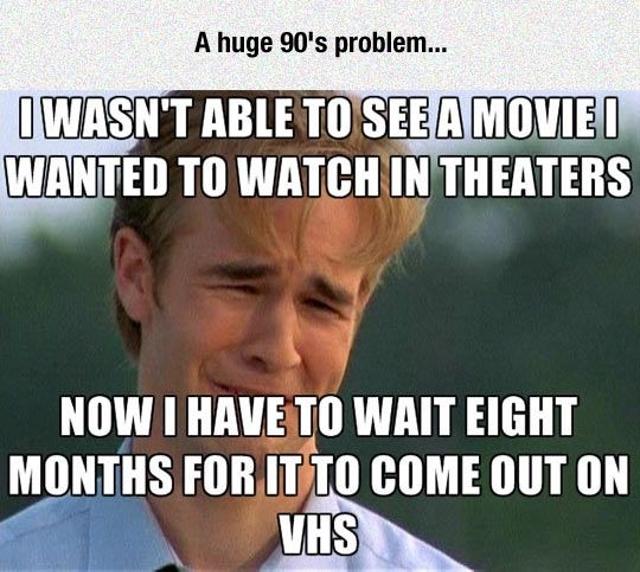 A huge 90's problem...
I WASN'T ABLE TO SEE A MOVIE I
WANTED TO WATCH IN THEATERS
NOW I HAVE TO WAIT EIGHT
MONTHS FOR IT TO COME OUT ON
VHS